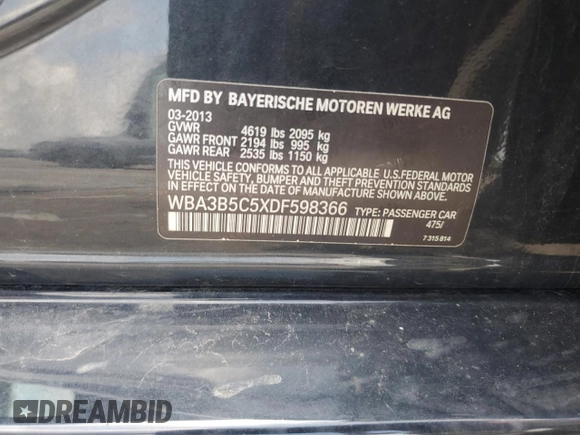 MFD BY BAYERISCHE MOTOREN WERKE AG
03-2013
GVWR 4619 lbs 2095 kg
GAWR FRONT 2194 lbs 995 kg
GAWR REAR 2535 lbs 1150 kg
THIS VEHICLE CONFORMS TO ALL APPLICABLE U.S.FEDERAL MOTOR
VEHICLE SAFETY, BUMPER AND THEFT PREVENTION STANDARDS
IN EFFECT ON THE DATE OF MANUFACTURE SHOWN ABOVE.
WBA3B5C5XDF598366 TYPE: PASSENGER CAR
475/
7 315 814
DREAMBID